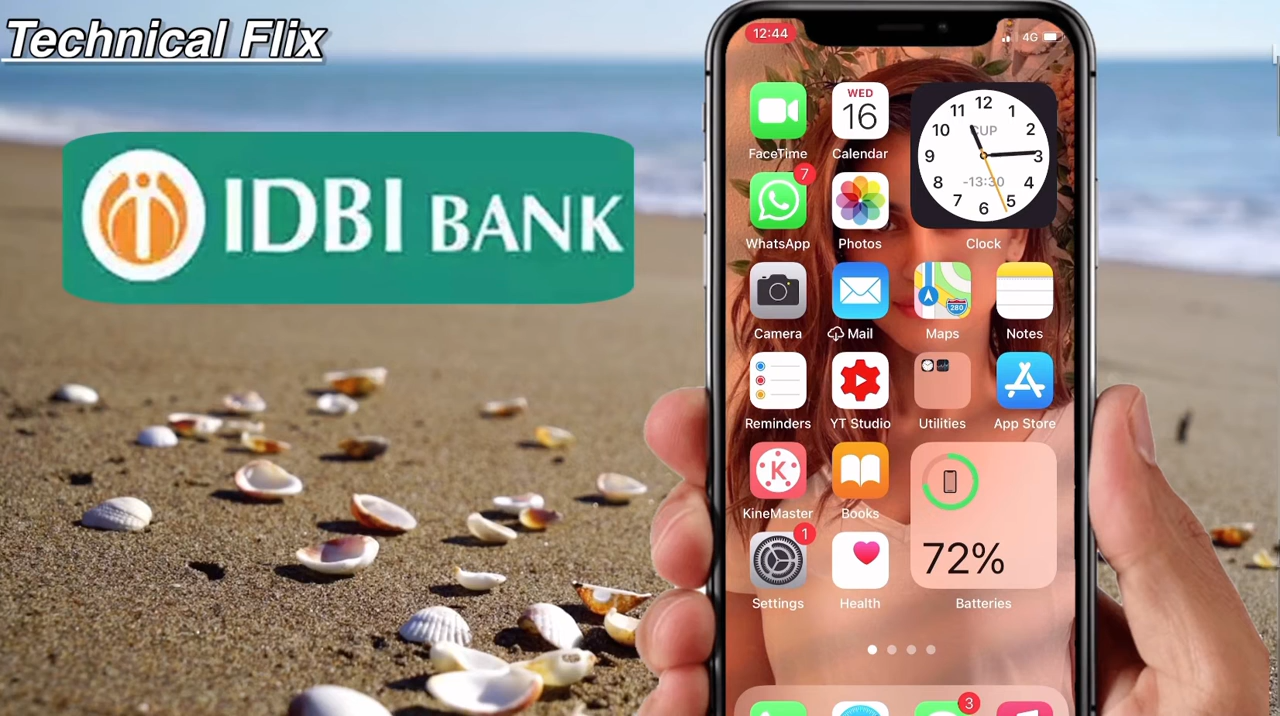 Technical Flix
IDBI BANK
12:44
4G
WED
16
FaceTime
Calendar
12
1
2
3
4
5
6
7
8
9
10
11
CUP
-13:30
7
WhatsApp
Photos
Clock
280
Camera
Mail
Maps
Notes
Reminders
YT Studio
Utilities
App Store
K
KineMaster
Books
72%
1
Settings
Health
Batteries
3